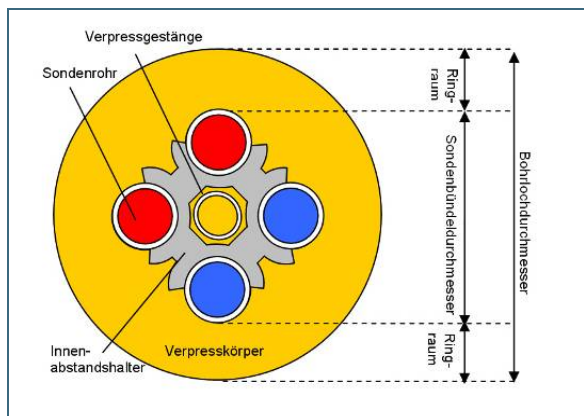 Verpressgestänge
Sondenrohr
Innen-
abstandshalter
Verpresskörper
Ring-
raum
Sondenbündeldurchmesser
Ring-
raum
Bohrlochdurchmesser